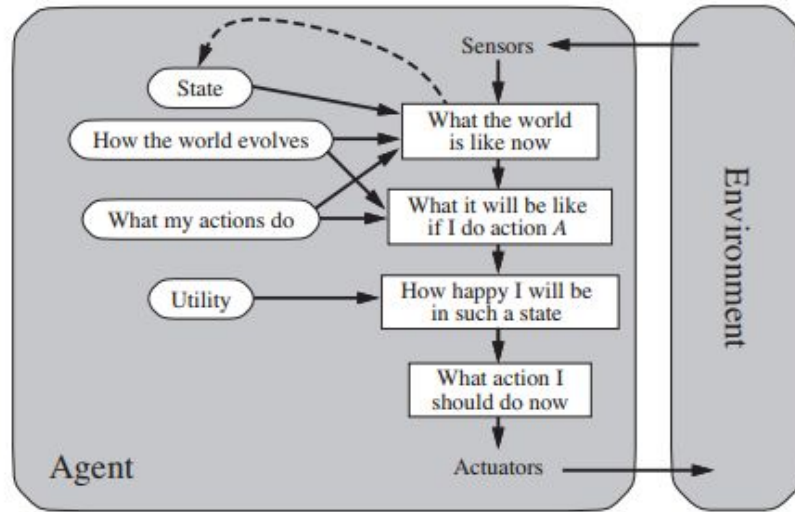 Sensors
State
What the world
is like now
How the world evolves
What it will be like
if I do action A
What my actions do
How happy I will be
in such a state
Utility
What action I
should do now
Agent
Actuators
Environment